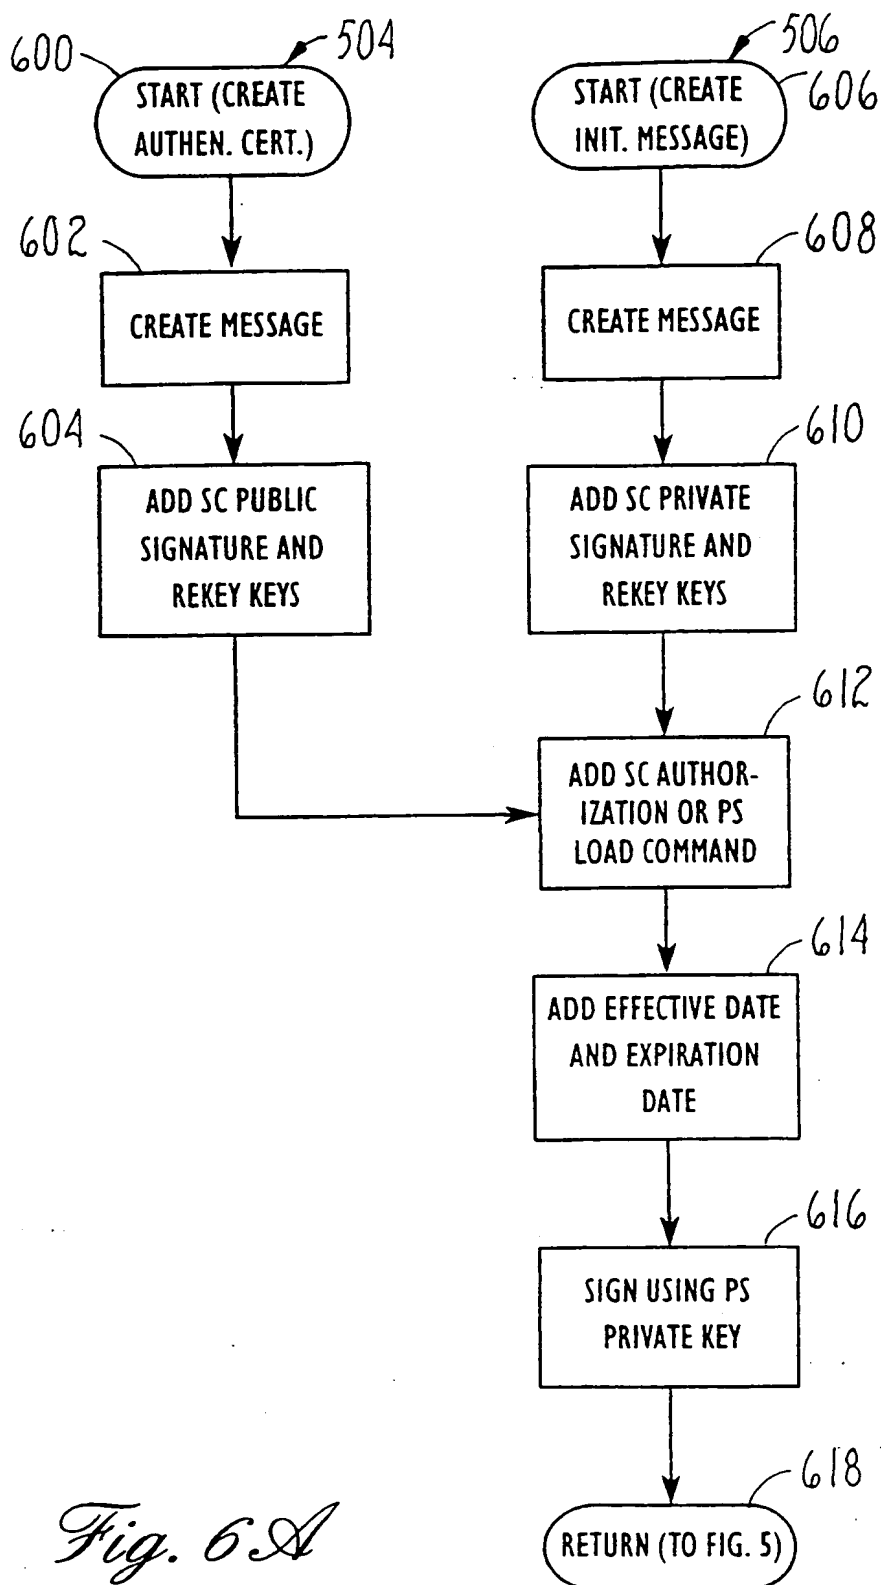 600
504
START (CREATE
AUTHEN. CERT.)
602
CREATE MESSAGE
604
ADD SC PUBLIC
SIGNATURE AND
REKEY KEYS
506
606
START (CREATE
INIT. MESSAGE)
608
CREATE MESSAGE
610
ADD SC PRIVATE
SIGNATURE AND
REKEY KEYS
612
ADD SC AUTHOR-
IZATION OR PS
LOAD COMMAND
614
ADD EFFECTIVE DATE
AND EXPIRATION
DATE
616
SIGN USING PS
PRIVATE KEY
618
RETURN (TO FIG. 5)
Fig. 6A